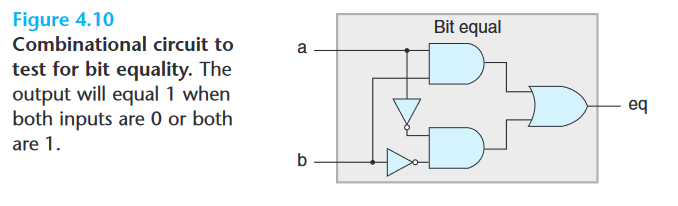 Figure 4.10
Combinational circuit to
test for bit equality. The
output will equal 1 when
both inputs are 0 or both
are 1.
Bit equal
a
b
eq